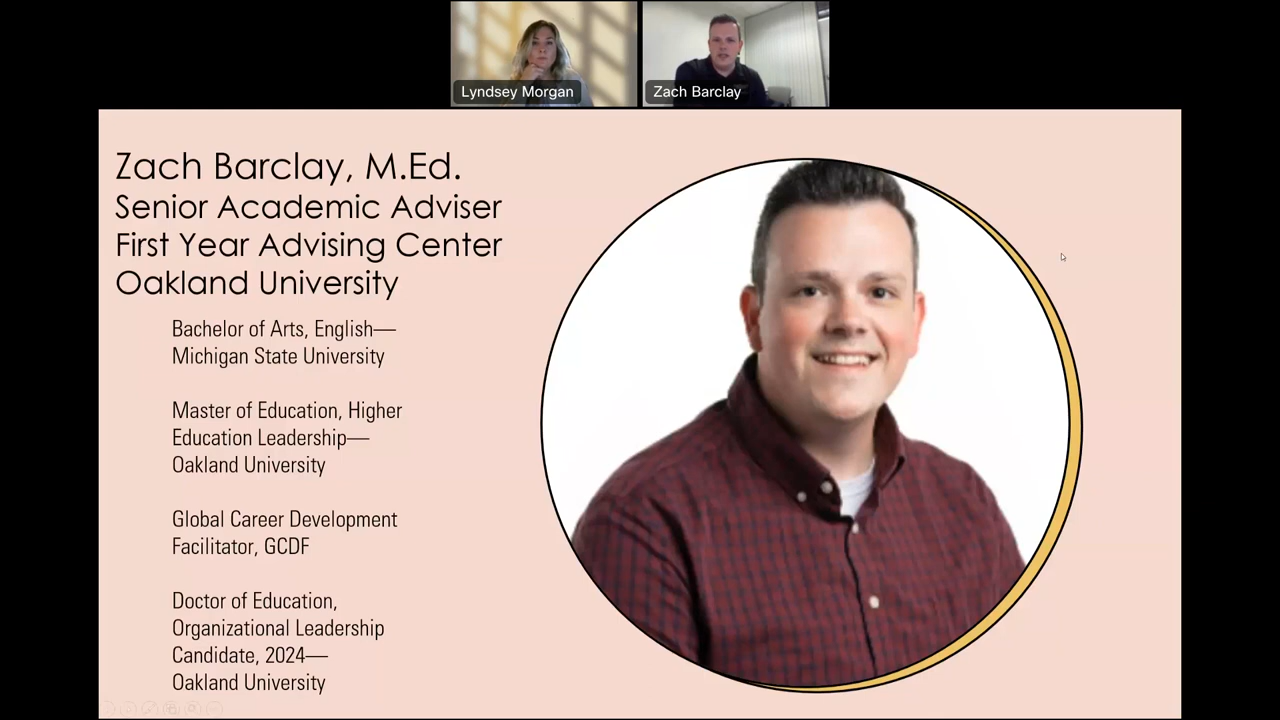 Lyndsey Morgan
Zach Barclay
Zach Barclay, M.Ed.
Senior Academic Adviser
First Year Advising Center
Oakland University
Bachelor of Arts, English—
Michigan State University
Master of Education, Higher
Education Leadership—
Oakland University
Global Career Development
Facilitator, GCDF
Doctor of Education,
Organizational Leadership
Candidate, 2024—
Oakland University